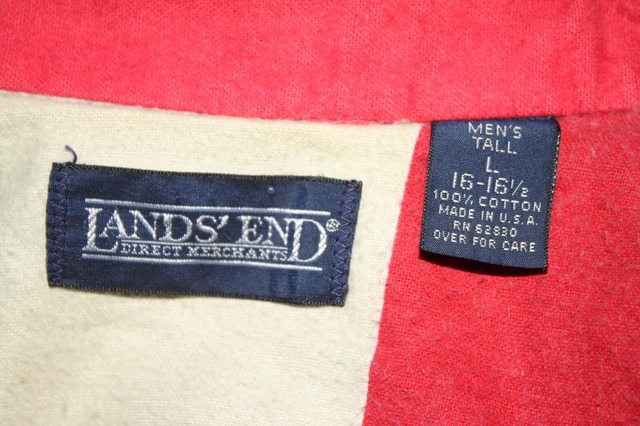 LANDS' END®
DIRECT MERCHANTS
MEN'S
TALL
L
16-16½
100% COTTON
MADE IN U.S.A.
RN 62830
OVER FOR CARE